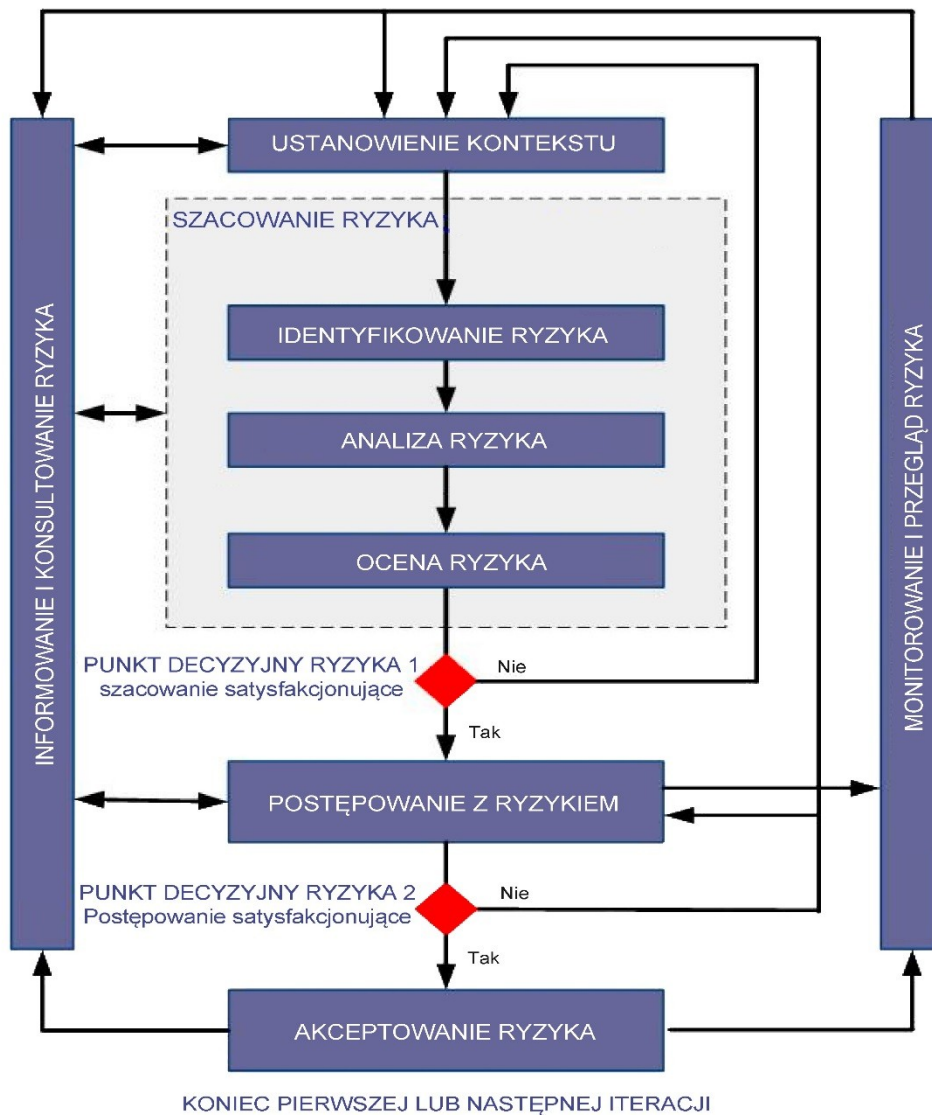 USTANOWIENIE KONTEKSTU
SZACOWANIE RYZYKA
IDENTYFIKOWANIE RYZYKA
ANALIZA RYZYKA
OCENA RYZYKA
INFORMOWANIE I KONSULTOWANIE RYZYKA
MONITOROWANIE I PRZEGLĄD RYZYKA
PUNKT DECYZYJNY RYZYKA 1
szacowanie satysfakcjonujące
Nie
Tak
POSTĘPOWANIE Z RYZYKIEM
PUNKT DECYZYJNY RYZYKA 2
Postępowanie satysfakcjonujące
Nie
Tak
AKCEPTOWANIE RYZYKA
KONIEC PIERWSZEJ LUB NASTĘPNEJ ITERACJI